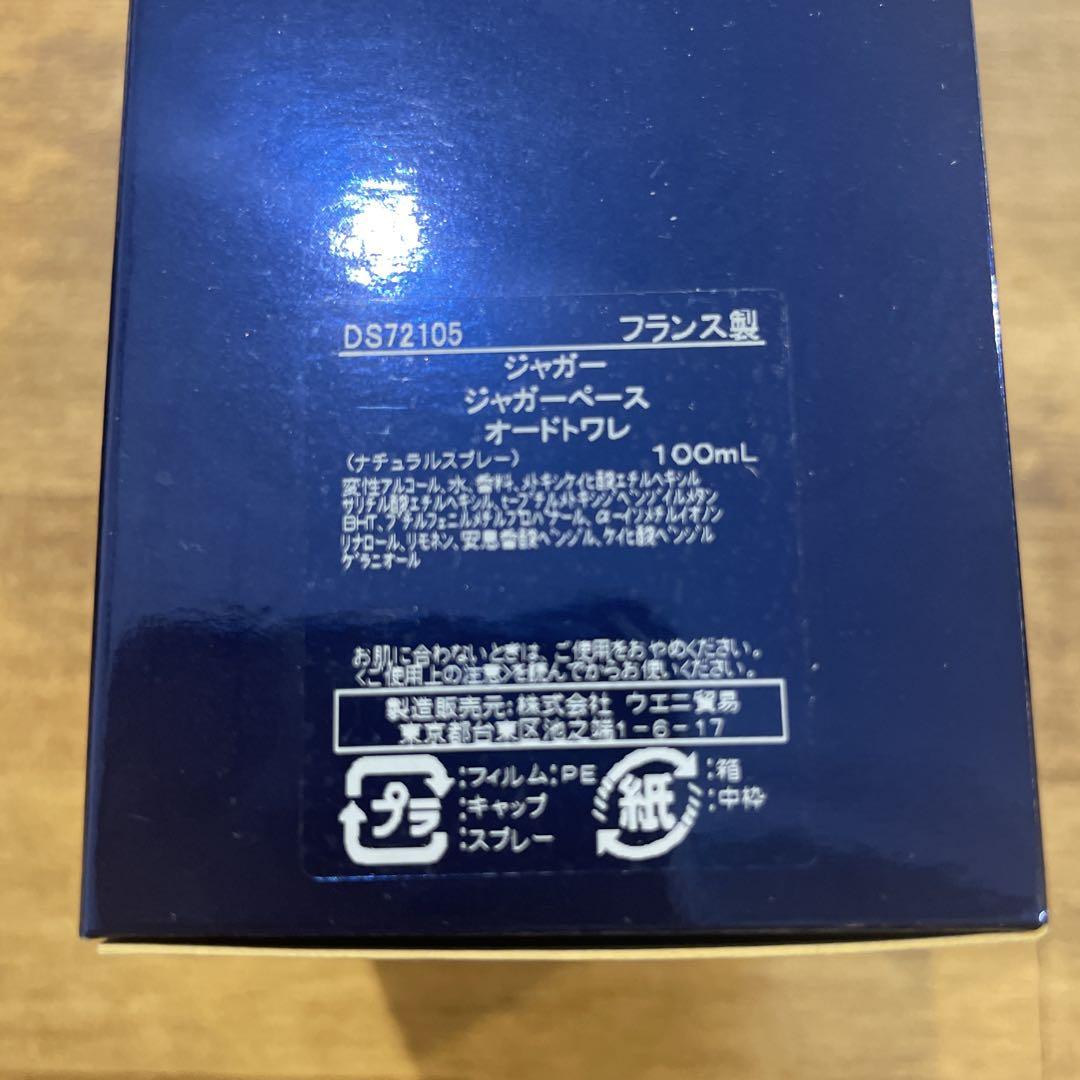 DS72105 フランス製
ジャガー
ジャガーペース
オードトワレ
(ナチュラルスプレー) 100mL
変性アルコール、水、香料、メトキシケイヒ酸エチルヘキシル
サリチル酸エチルヘキシル、t-ブチルメトキシジベンゾイルメタン
BHT、ブチルフェニルメチルプロパナール、α-イソメチルイオノン
リナロール、リモネン、安息香酸ベンジル、ケイヒ酸ベンジル
ゲラニオール
お肌に合わないときは、ご使用をおやめください。
〈ご使用上の注意〉を読んでからお使いください。
製造販売元:株式会社 ウエニ貿易
東京都台東区池之端1-6-17
プラ :フィルム:PE
:キャップ
:スプレー
紙 :箱
:中枠